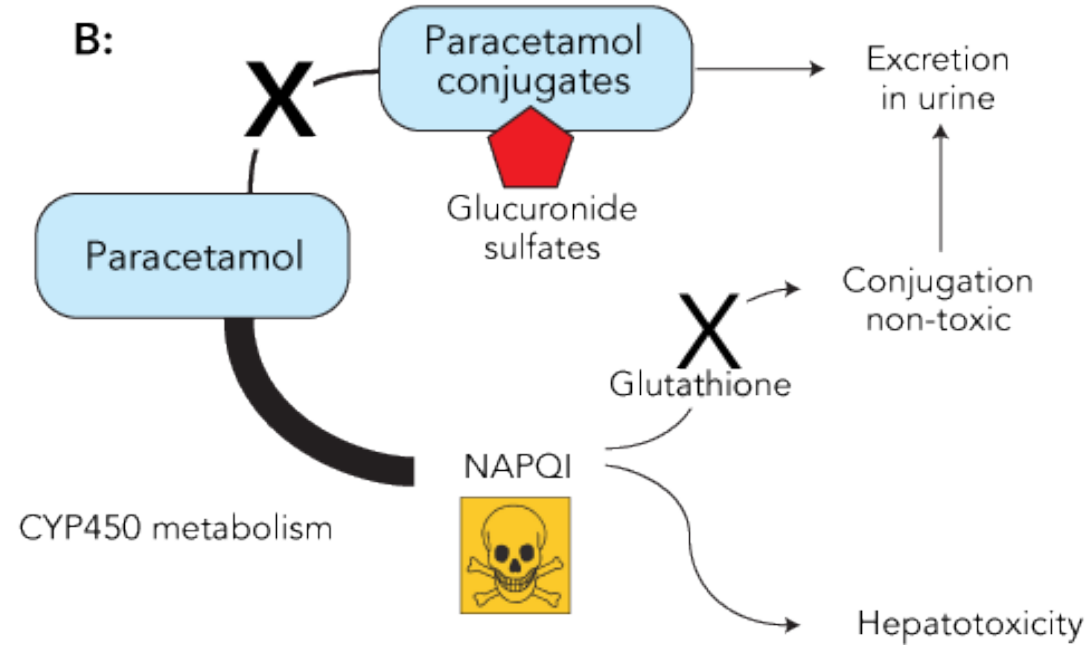 B:
X
Paracetamol
conjugates
Excretion
in urine
Glucuronide
sulfates
Paracetamol
X
Conjugation
non-toxic
Glutathione
NAPQI
CYP450 metabolism
Hepatotoxicity